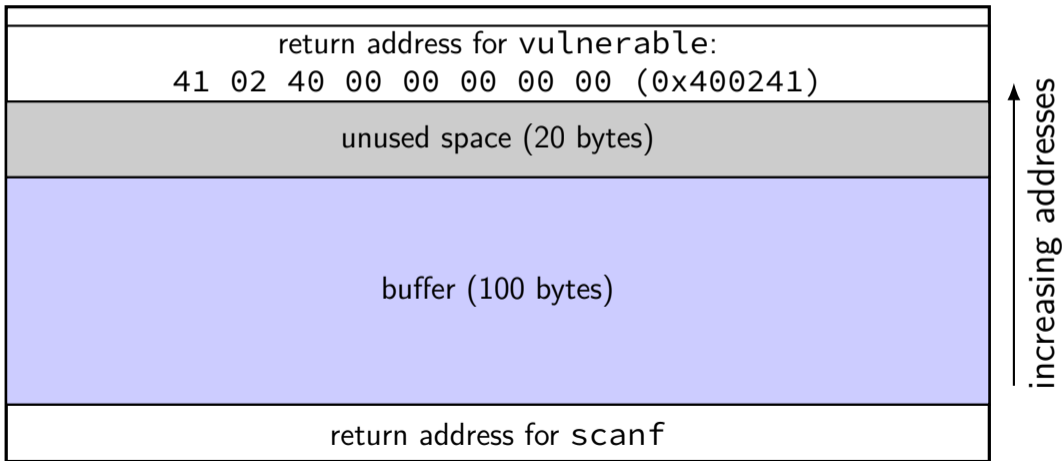 return address for vulnerable:
41 02 40 00 00 00 00 00 (0x400241)
unused space (20 bytes)
buffer (100 bytes)
return address for scanf
increasing addresses